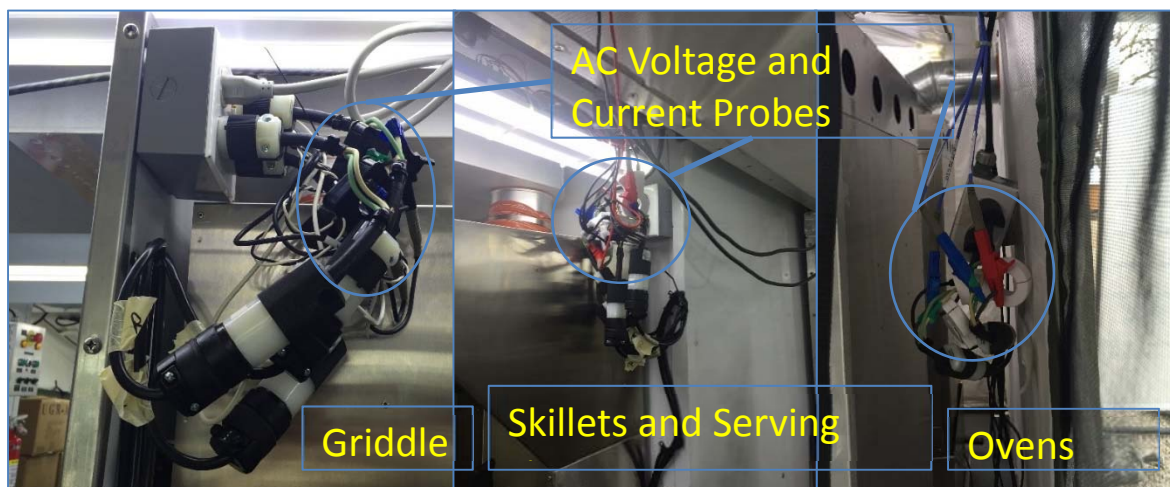 AC Voltage and
Current Probes
Griddle
Skillets and Serving
Ovens